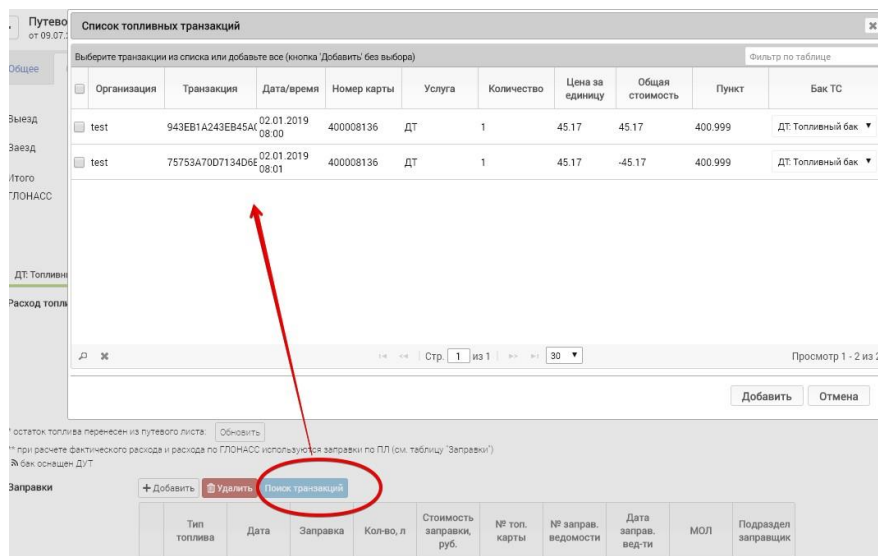 Путево
от 09.07.
Список топливных транзакций
Выберите транзакции из списка или добавьте все (кнопка 'Добавить' без выбора)
Фильтр по таблице
Общее
Организация Транзакция Дата/время Номер карты Услуга Количество Цена за единицу Общая стоимость Пункт Бак ТС
Выезд
test 943EB1A243EB45A 02.01.2019 08:00 400008136 ДТ 1 45.17 45.17 400.999 ДТ: Топливный бак
Заезд
test 75753A70D7134D6E 02.01.2019 08:01 400008136 ДТ 1 45.17 -45.17 400.999 ДТ: Топливный бак
Итого
ГЛОНАСС
ДТ: Топливн
Расход топли
Стр. 1 из 1 30 Просмотр 1 - 2 из 2
Добавить Отмена
* остаток топлива перенесен из путевого листа: Обновить
** при расчете фактического расхода и расхода по ГЛОНАСС используются заправки по ПЛ (см. таблицу "Заправки")
бак оснащен ДУТ
Заправки + Добавить Удалить Поиск транзакций
Тип топлива Дата Заправка Кол-во, л Стоимость заправки, руб. № топ. карты № заправ. ведомости Дата заправ. вед-ти МОЛ Подраздел заправщик